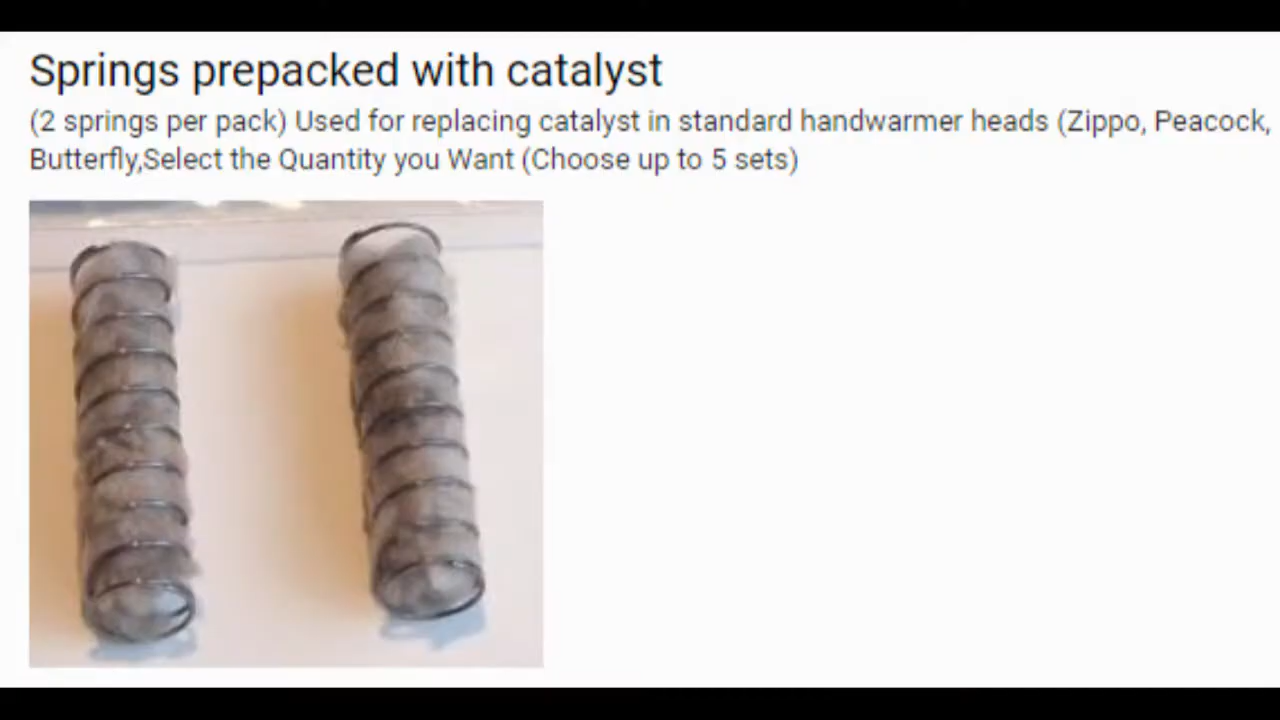 Springs prepacked with catalyst
(2 springs per pack) Used for replacing catalyst in standard handwarmer heads (Zippo, Peacock,
Butterfly,Select the Quantity you Want (Choose up to 5 sets)